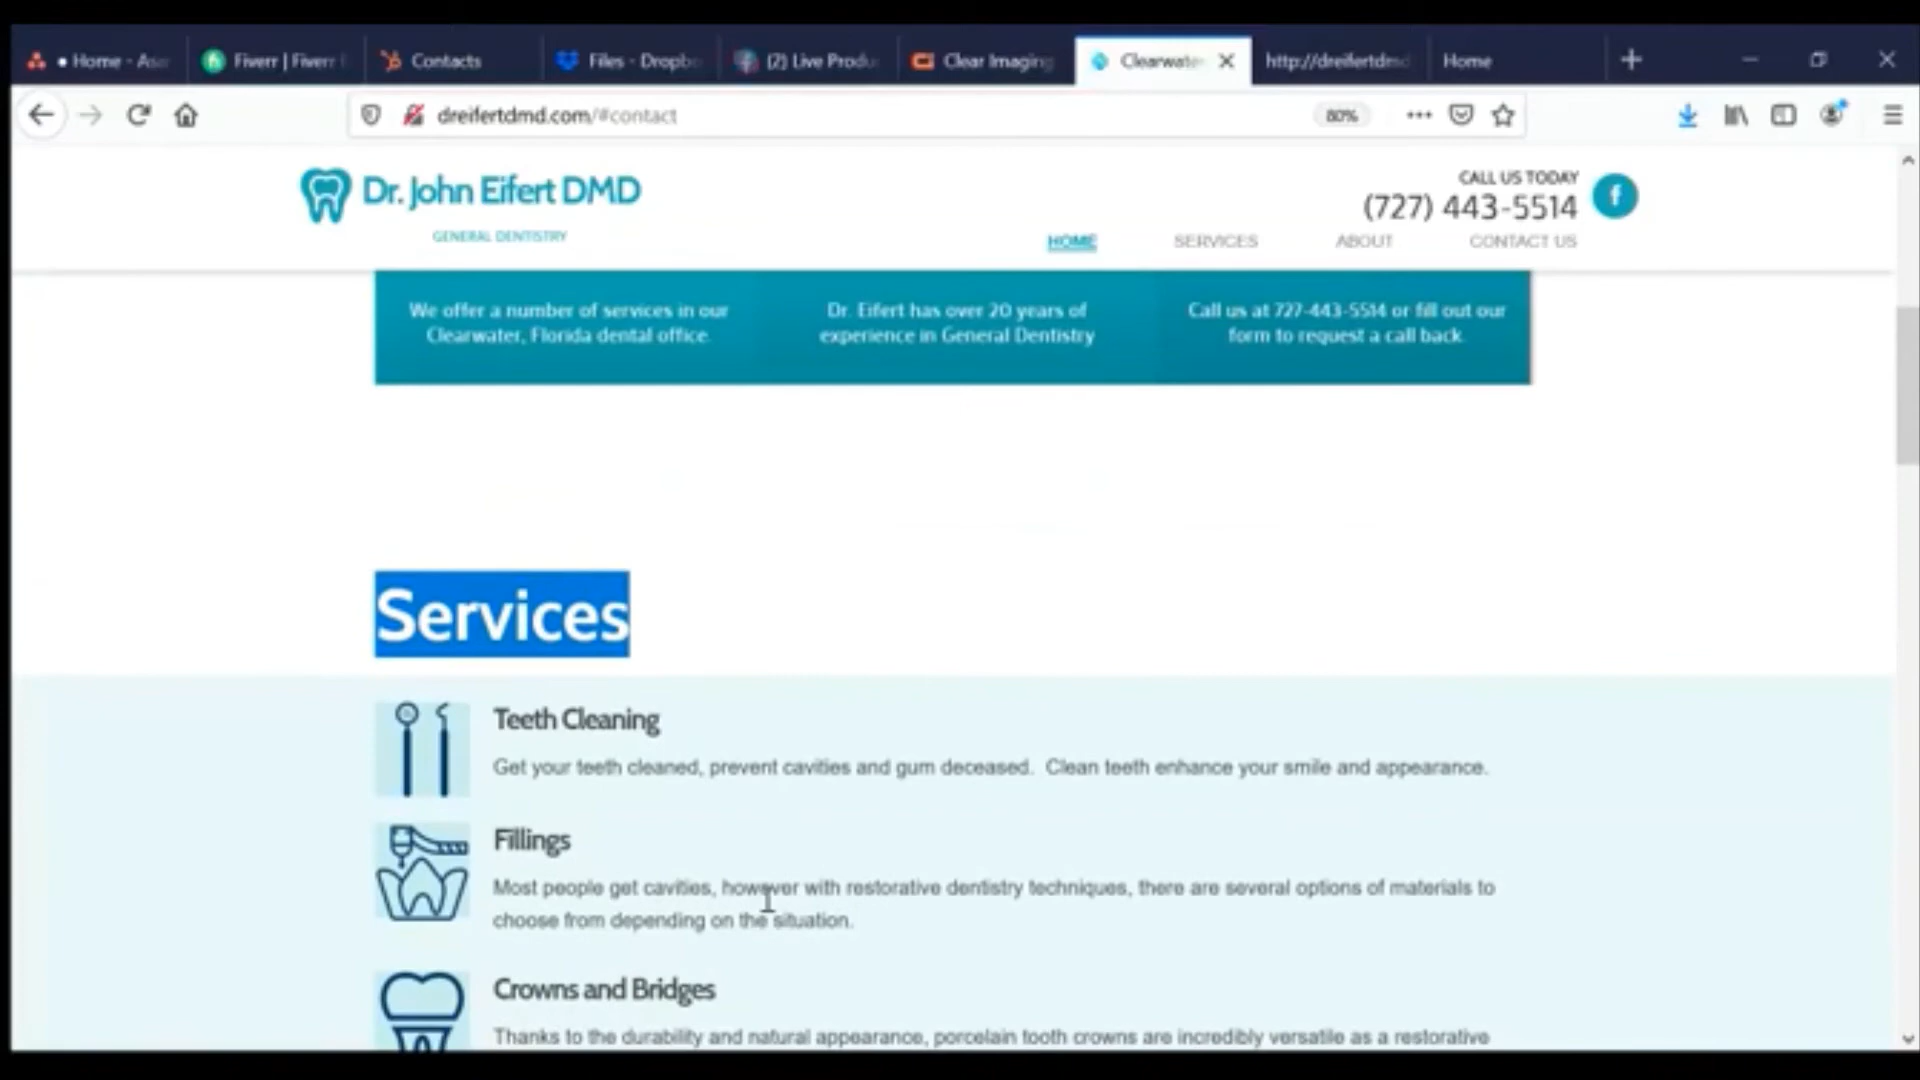 • Home - Asa
Fiverr | Fiverr
Contacts
Files - Dropbo
(2) Live Produ
Clear Imaging
Clearwate
http://dreifertdmd
Home
dreifertdmd.com/#contact
80%
Dr. John Eifert DMD
GENERAL DENTISTRY
CALL US TODAY
(727) 443-5514
f
HOME
SERVICES
ABOUT
CONTACT US
We offer a number of services in our
Clearwater, Florida dental office.
Dr. Eifert has over 20 years of
experience in General Dentistry
Call us at 727-443-5514 or fill out our
form to request a call back.
Services
Teeth Cleaning
Get your teeth cleaned, prevent cavities and gum deceased. Clean teeth enhance your smile and appearance.
Fillings
Most people get cavities, however with restorative dentistry techniques, there are several options of materials to
choose from depending on the situation.
Crowns and Bridges
Thanks to the durability and natural appearance, porcelain tooth crowns are incredibly versatile as a restorative